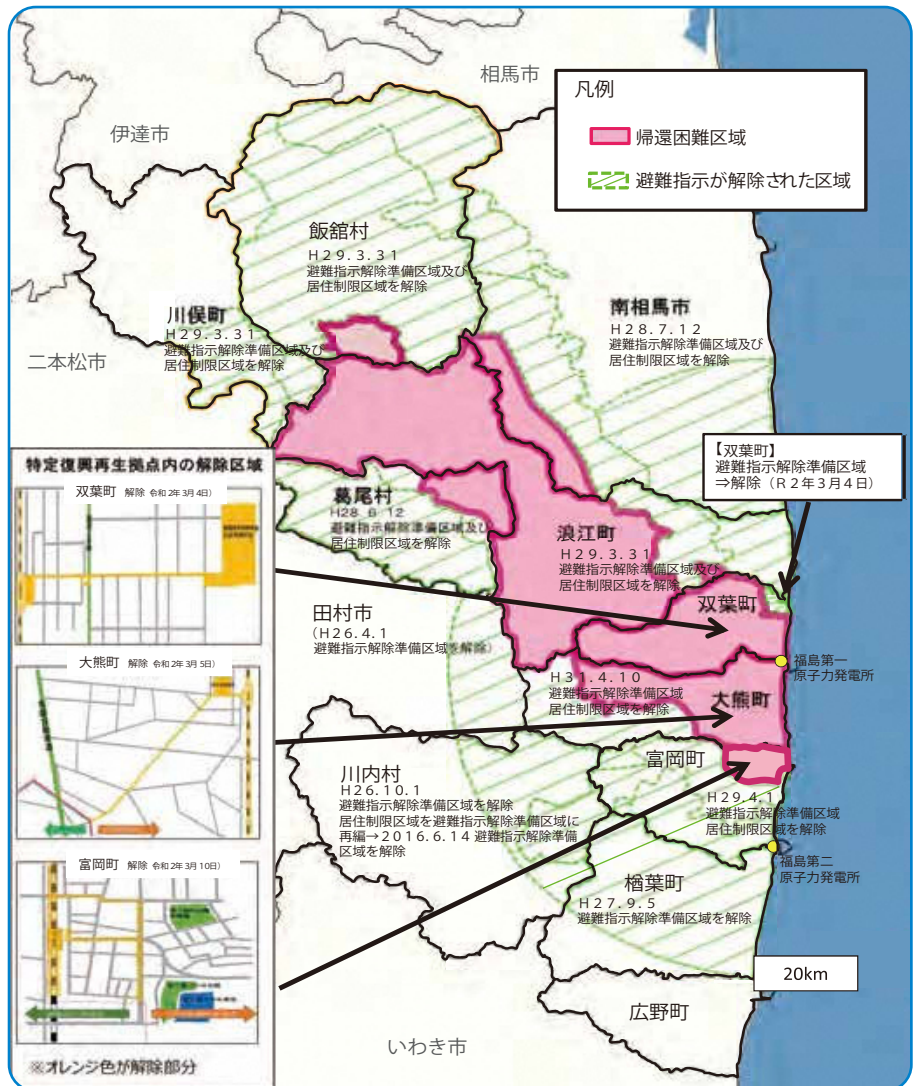 相馬市
凡例
帰還困難区域
避難指示が解除された区域
伊達市
飯舘村
H29.3.31
避難指示解除準備区域及び
居住制限区域を解除
川俣町
H29.3.31
避難指示解除準備区域及び
居住制限区域を解除
二本松市
南相馬市
H28.7.12
避難指示解除準備区域及び
居住制限区域を解除
【双葉町】
避難指示解除準備区域
⇒解除（R2年3月4日）
葛尾村
H28.6.12
避難指示解除準備区域及び
居住制限区域を解除
浪江町
H29.3.31
避難指示解除準備区域及び
居住制限区域を解除
双葉町
田村市
(H26.4.1
避難指示解除準備区域を解除)
福島第一
原子力発電所
H31.4.10
避難指示解除準備区域
居住制限区域を解除
大熊町
富岡町
H29.4.1
避難指示解除準備区域
居住制限区域を解除
川内村
H26.10.1
避難指示解除準備区域を解除
居住制限区域を避難指示解除準備区域に
再編→2016.6.14避難指示解除準備
区域を解除
福島第二
原子力発電所
楢葉町
H27.9.5
避難指示解除準備区域を解除
20km
広野町
いわき市
特定復興再生拠点内の解除区域
双葉町 解除 令和2年3月4日)
大熊町 解除 令和2年3月5日)
富岡町 解除 令和2年3月10日)
※オレンジ色が解除部分